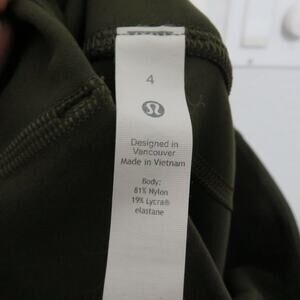 4
Designed in
Vancouver
Made in Vietnam
Body:
81% Nylon
19% Lycra®
elastane